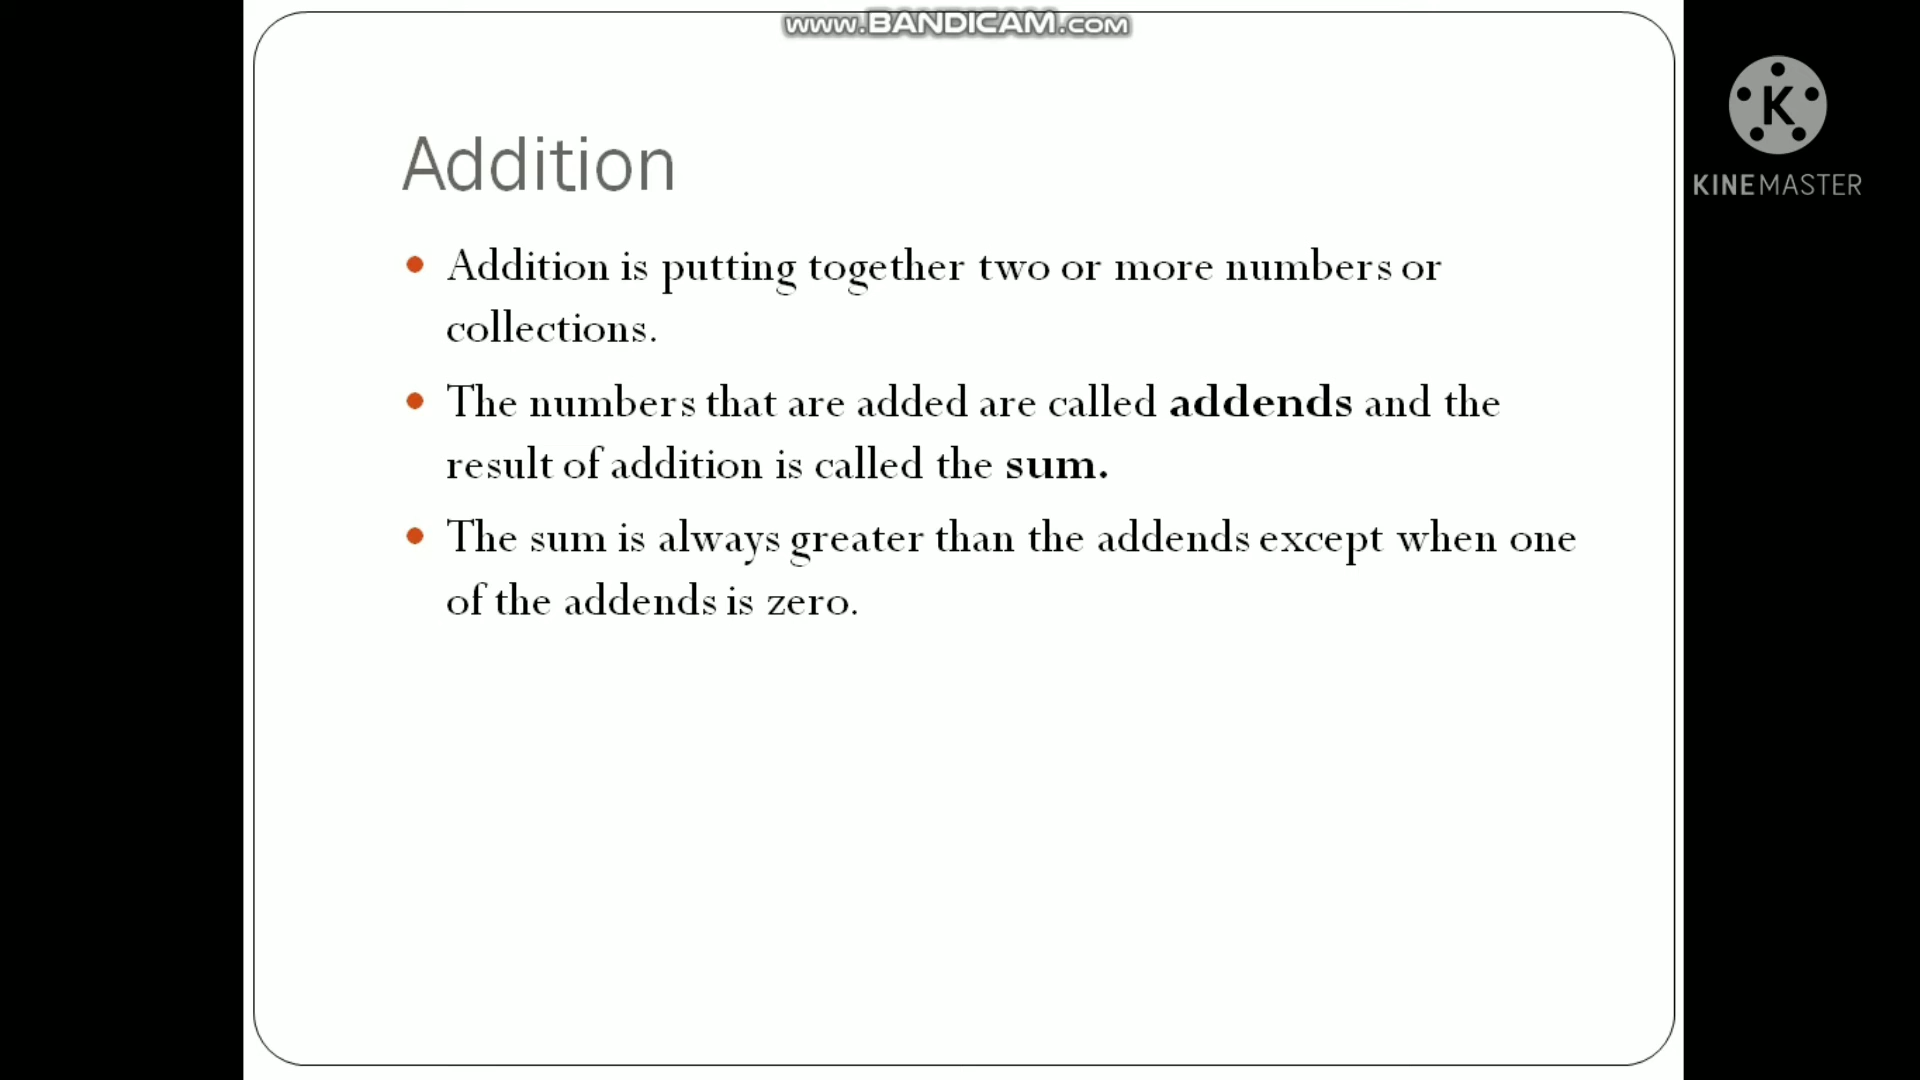 www.BANDICAM.com
K
KINEMASTER
Addition
• Addition is putting together two or more numbers or
collections.
• The numbers that are added are called addends and the
result of addition is called the sum.
• The sum is always greater than the addends except when one
of the addends is zero.